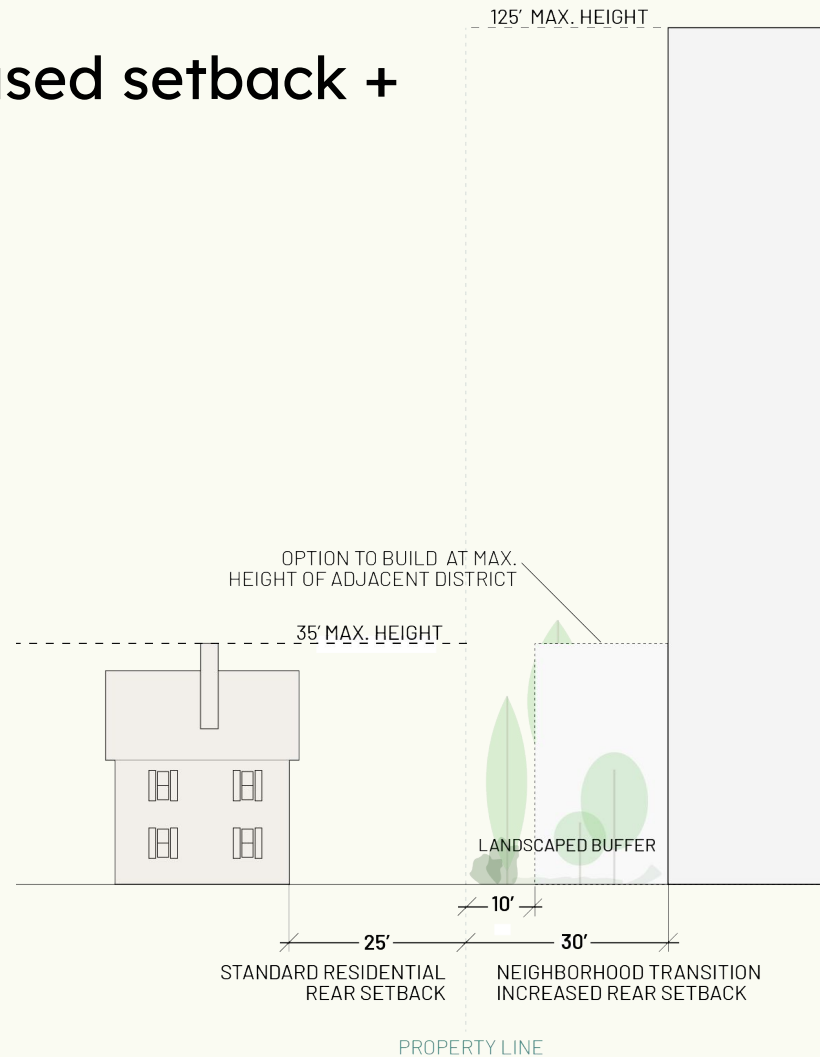 125′ MAX. HEIGHT
sed setback +
OPTION TO BUILD AT MAX.
HEIGHT OF ADJACENT DISTRICT
35′ MAX. HEIGHT
LANDSCAPED BUFFER
10′
25′
30′
STANDARD RESIDENTIAL
REAR SETBACK
NEIGHBORHOOD TRANSITION
INCREASED REAR SETBACK
PROPERTY LINE